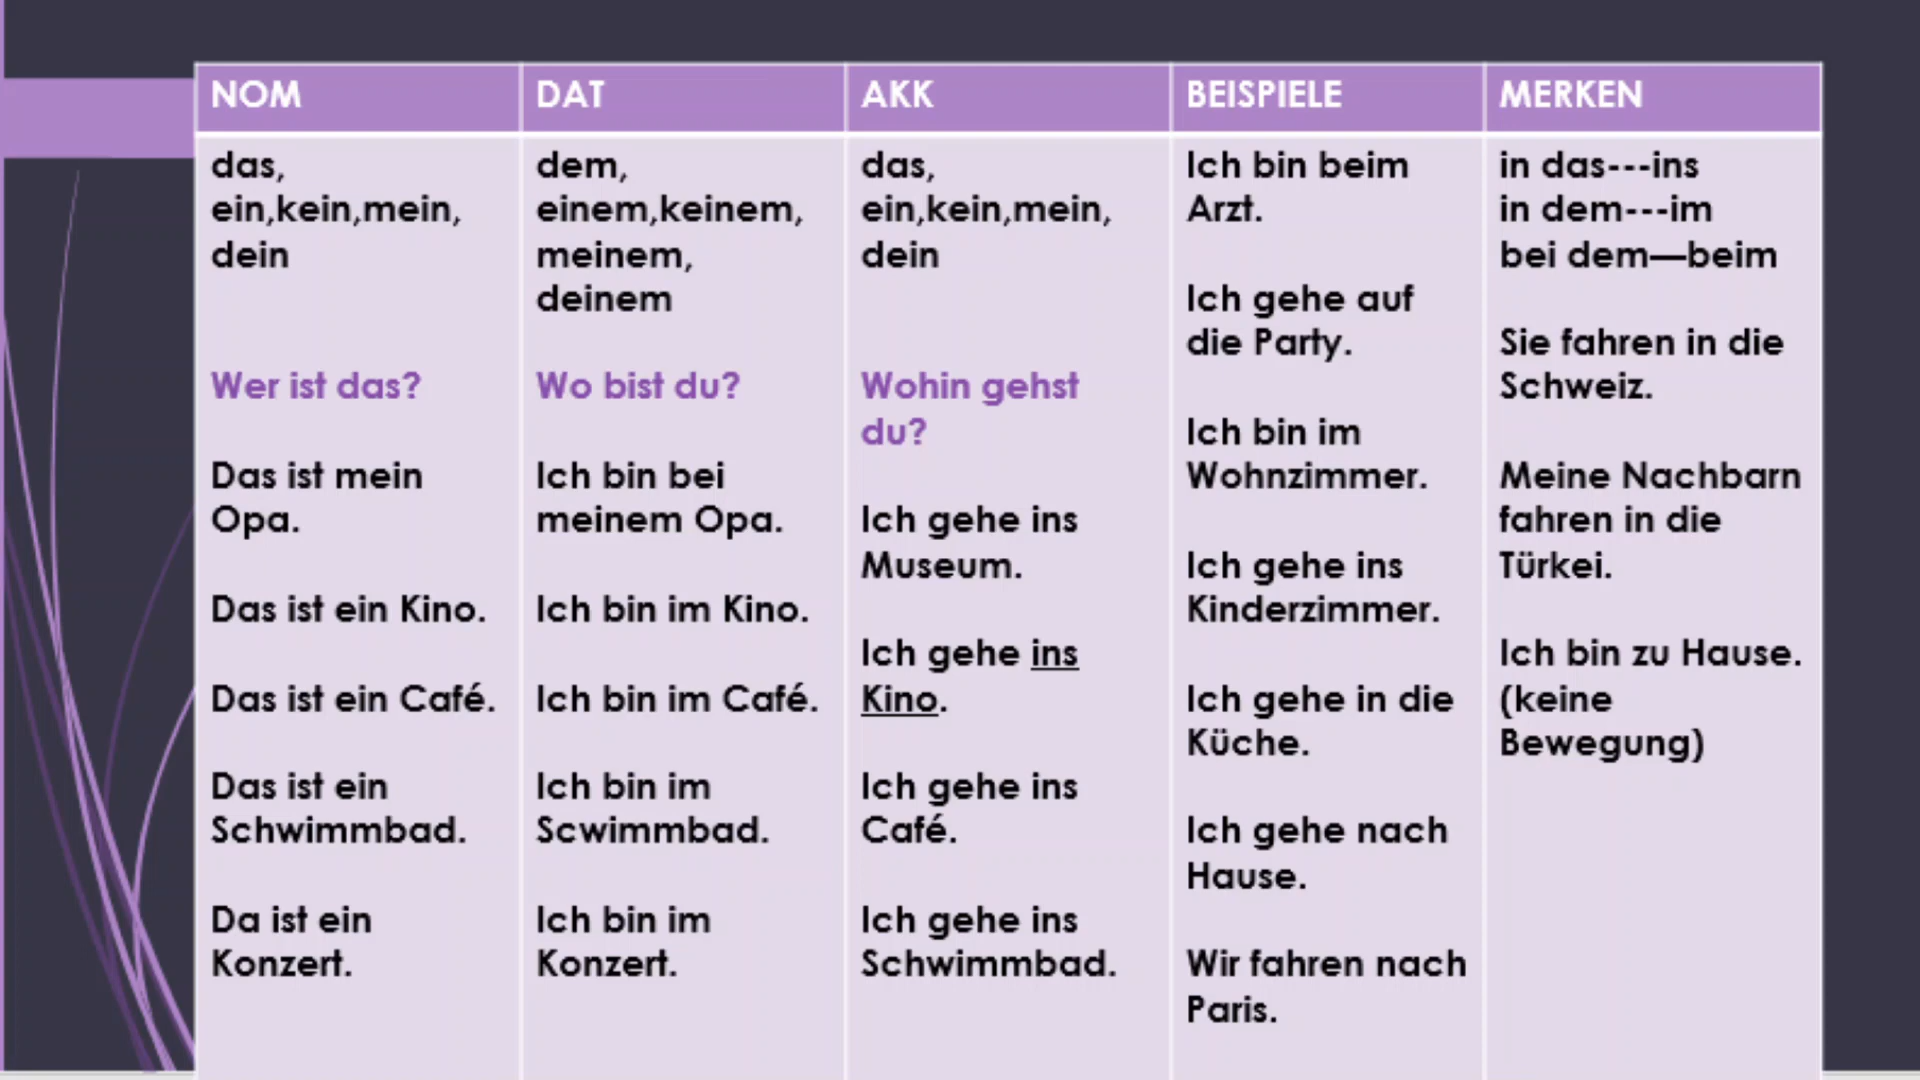 NOM
das,
ein,kein,mein,
dein
Wer ist das?
Das ist mein
Opa.
Das ist ein Kino.
Das ist ein Café.
Das ist ein
Schwimmbad.
Da ist ein
Konzert.
DAT
dem,
einem,keinem,
meinem,
deinem
Wo bist du?
Ich bin bei
meinem Opa.
Ich bin im Kino.
Ich bin im Café.
Ich bin im
Scwimmbad.
Ich bin im
Konzert.
AKK
das,
ein,kein,mein,
dein
Wohin gehst
du?
Ich gehe ins
Museum.
Ich gehe ins
Kino.
Ich gehe ins
Café.
Ich gehe ins
Schwimmbad.
BEISPIELE
Ich bin beim
Arzt.
Ich gehe auf
die Party.
Ich bin im
Wohnzimmer.
Ich gehe ins
Kinderzimmer.
Ich gehe in die
Küche.
Ich gehe nach
Hause.
Wir fahren nach
Paris.
MERKEN
in das---ins
in dem---im
bei dem—beim
Sie fahren in die
Schweiz.
Meine Nachbarn
fahren in die
Türkei.
Ich bin zu Hause.
(keine
Bewegung)